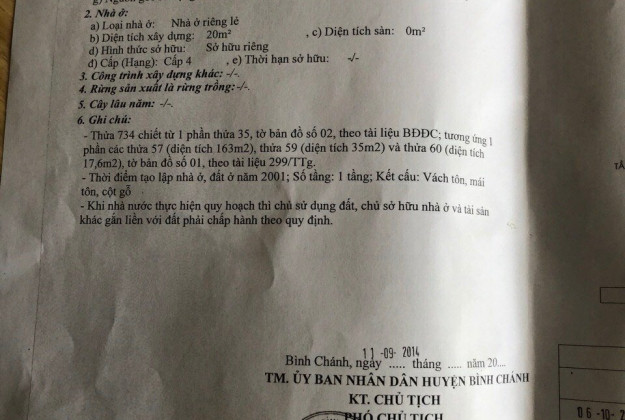 2. Nhà ở:
a) Loại nhà ở: Nhà ở riêng lẻ
b) Diện tích xây dựng: 20m² , c) Diện tích sàn: 0m²
d) Hình thức sở hữu: Sở hữu riêng
d) Cấp (Hạng): Cấp 4 , e) Thời hạn sở hữu: -/-
3. Công trình xây dựng khác: -/-.
4. Rừng sản xuất là rừng trồng: -/-.
5. Cây lâu năm: -/-.
6. Ghi chú:
- Thửa 734 chiết từ 1 phần thửa 35, tờ bản đồ số 02, theo tài liệu BĐĐC; tương ứng 1
phần các thửa 57 (diện tích 163m2), thửa 59 (diện tích 35m2) và thửa 60 (diện tích
17,6m2), tờ bản đồ số 01, theo tài liệu 299/TTg.
- Thời điểm tạo lập nhà ở, đất ở năm 2001; Số tầng: 1 tầng; Kết cấu: Vách tôn, mái
tôn, cột gỗ
- Khi nhà nước thực hiện quy hoạch thì chủ sử dụng đất, chủ sở hữu nhà ở và tài sản
khác gắn liền với đất phải chấp hành theo quy định.
11 -09- 2014
Bình Chánh, ngày ..... tháng ..... năm 20....
TM. ỦY BAN NHÂN DÂN HUYỆN BÌNH CHÁNH
KT. CHỦ TỊCH
PHÓ CHỦ TỊCH
06 -10-